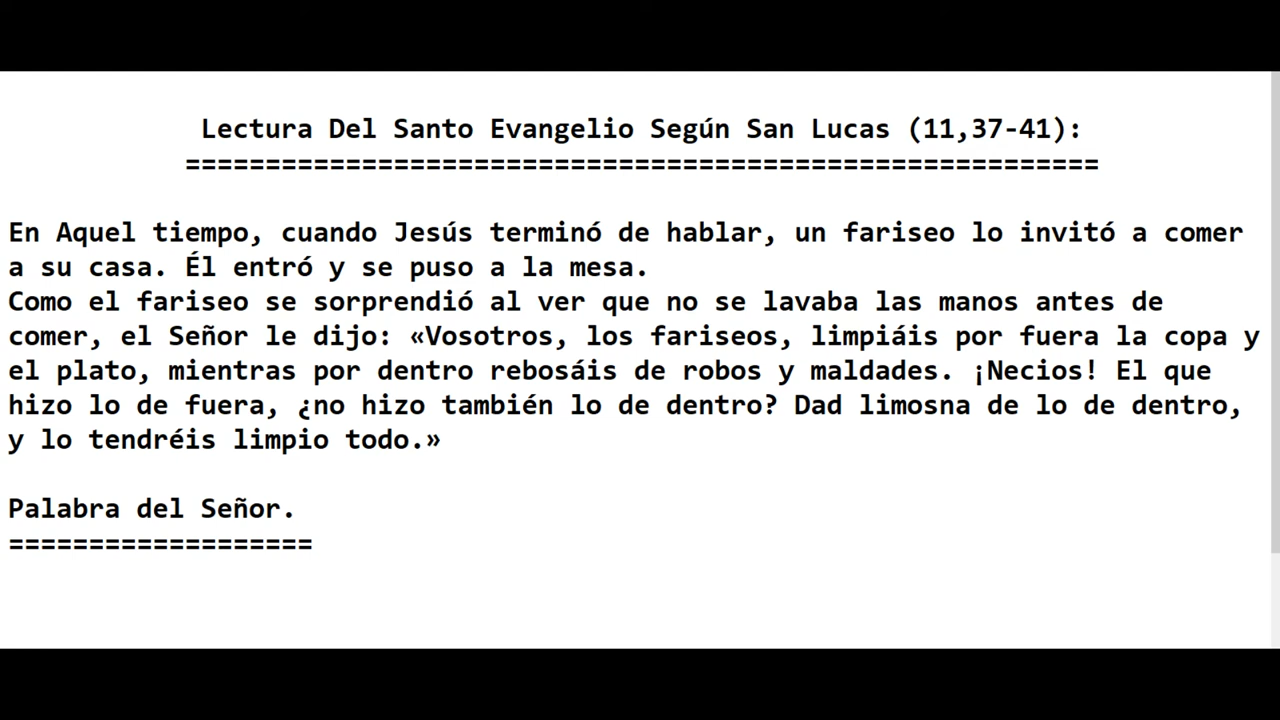 Lectura Del Santo Evangelio Según San Lucas (11,37-41):
=========================================================
En Aquel tiempo, cuando Jesús terminó de hablar, un fariseo lo invitó a comer
a su casa. Él entró y se puso a la mesa.
Como el fariseo se sorprendió al ver que no se lavaba las manos antes de
comer, el Señor le dijo: «Vosotros, los fariseos, limpiáis por fuera la copa y
el plato, mientras por dentro rebosáis de robos y maldades. ¡Necios! El que
hizo lo de fuera, ¿no hizo también lo de dentro? Dad limosna de lo de dentro,
y lo tendréis limpio todo.»
Palabra del Señor.
===================